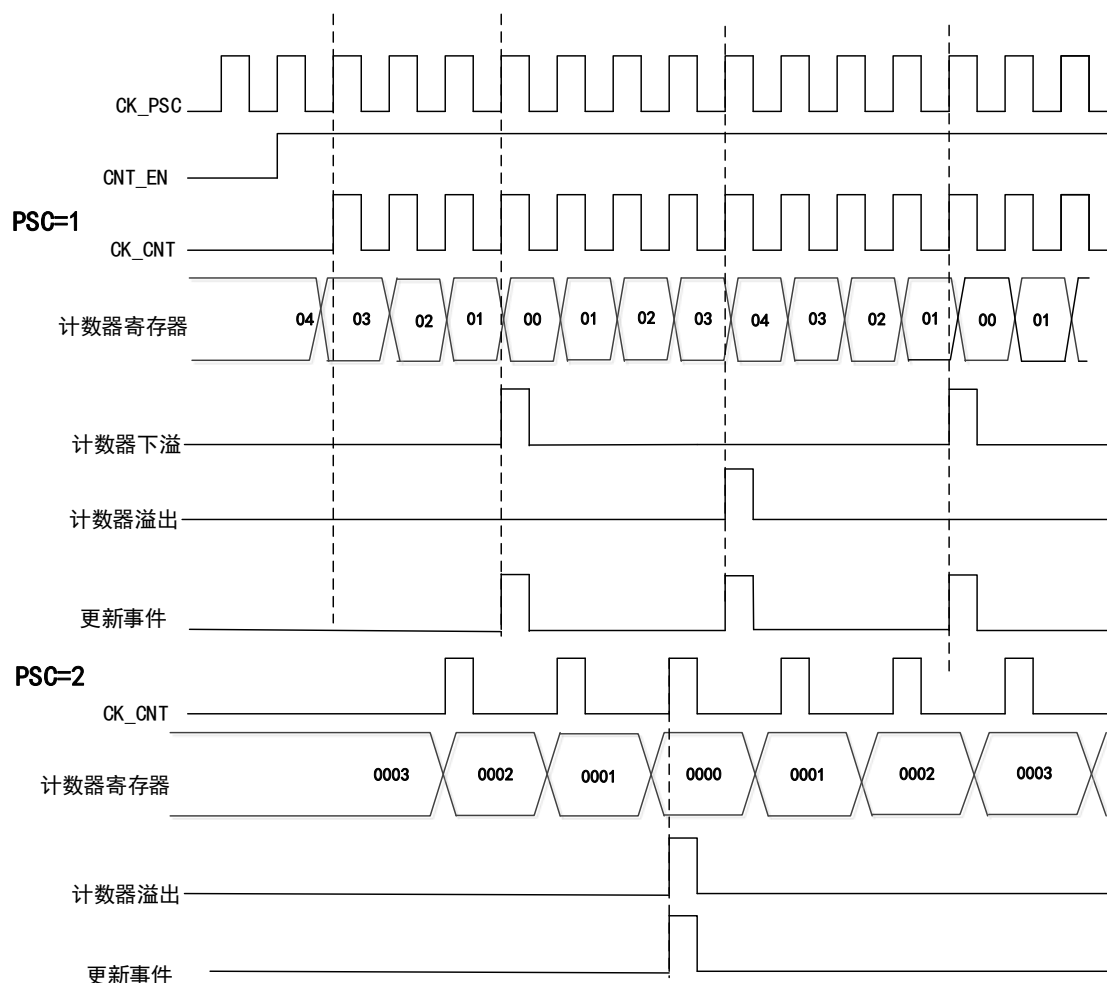 CK_PSC
CNT_EN
PSC=1
CK_CNT
计数器寄存器 04 03 02 01 00 01 02 03 04 03 02 01 00 01
计数器下溢
计数器溢出
更新事件
PSC=2
CK_CNT
计数器寄存器 0003 0002 0001 0000 0001 0002 0003
计数器溢出
更新事件